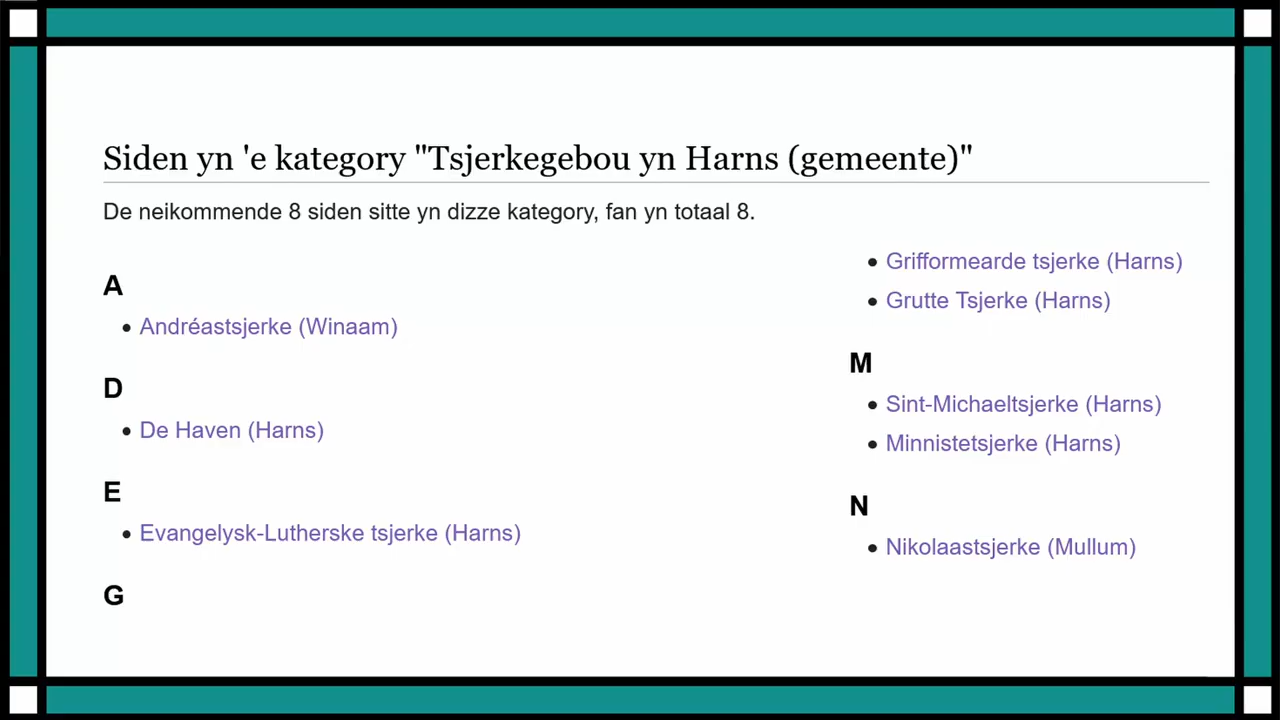 Siden yn 'e kategory "Tsjerkegebou yn Harns (gemeente)"
De neikommende 8 siden sitte yn dizze kategory, fan yn totaal 8.
A
Andréastsjerke (Winaam)
D
De Haven (Harns)
E
Evangelysk-Lutherske tsjerke (Harns)
G
Grifformearde tsjerke (Harns)
Grutte Tsjerke (Harns)
M
Sint-Michaeltsjerke (Harns)
Minnistetsjerke (Harns)
N
Nikolaastsjerke (Mullum)